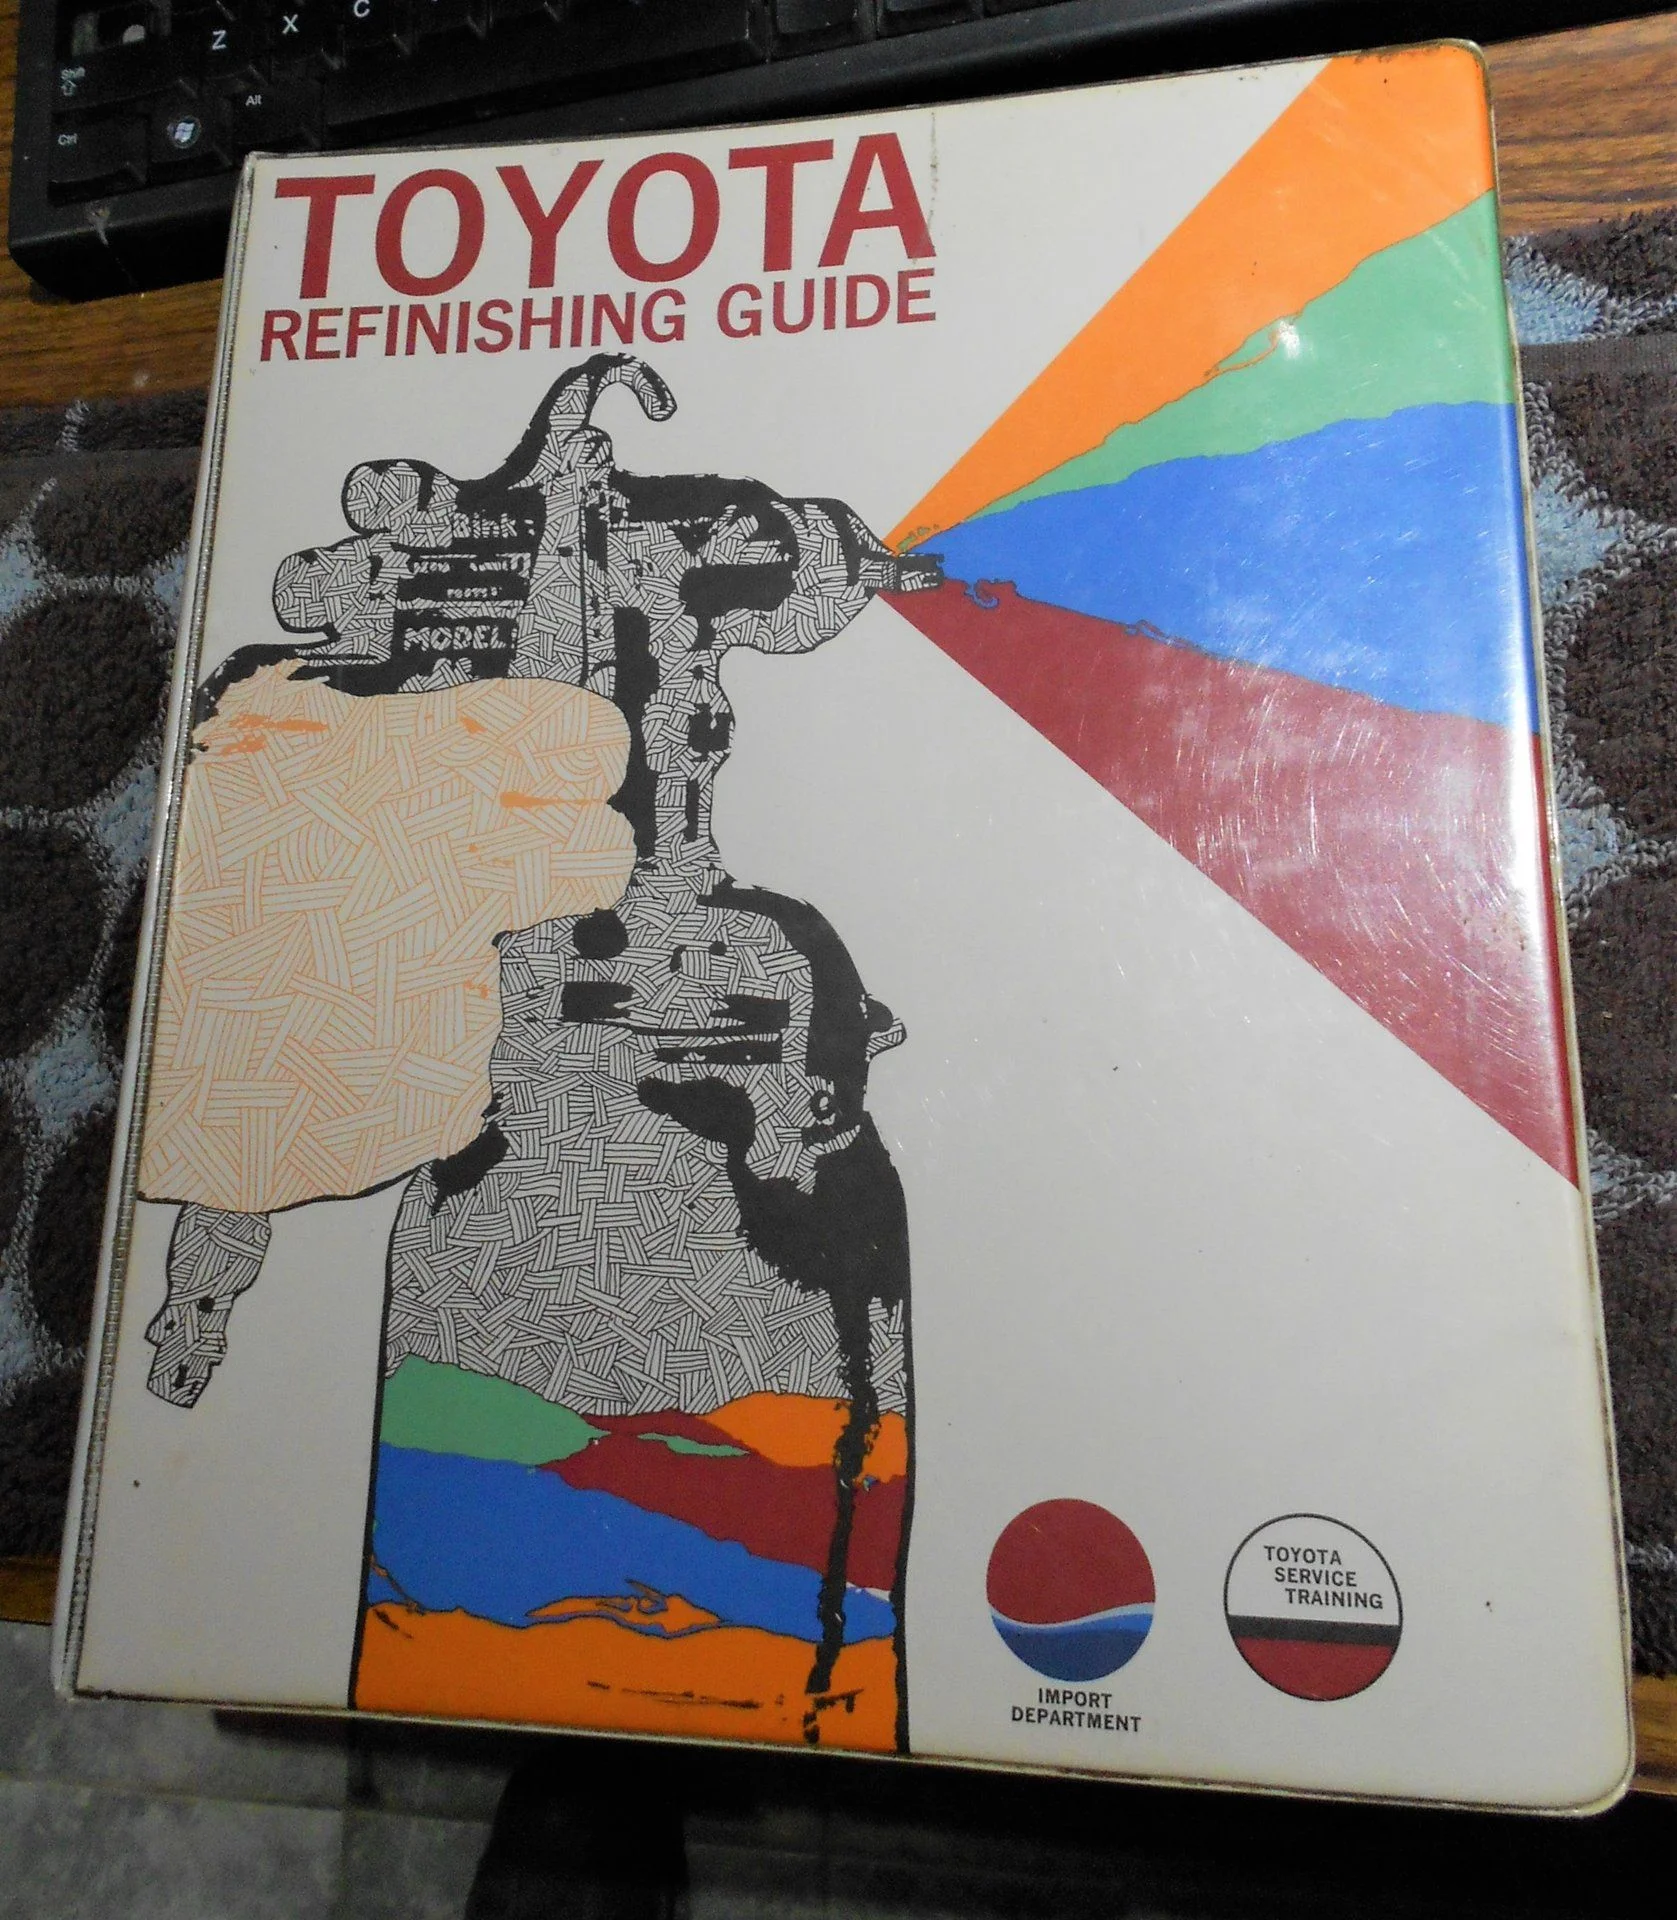 Z X C
Shift
Alt
Ctrl
TOYOTA
REFINISHING GUIDE
MODEL
IMPORT
DEPARTMENT
TOYOTA
SERVICE
TRAINING